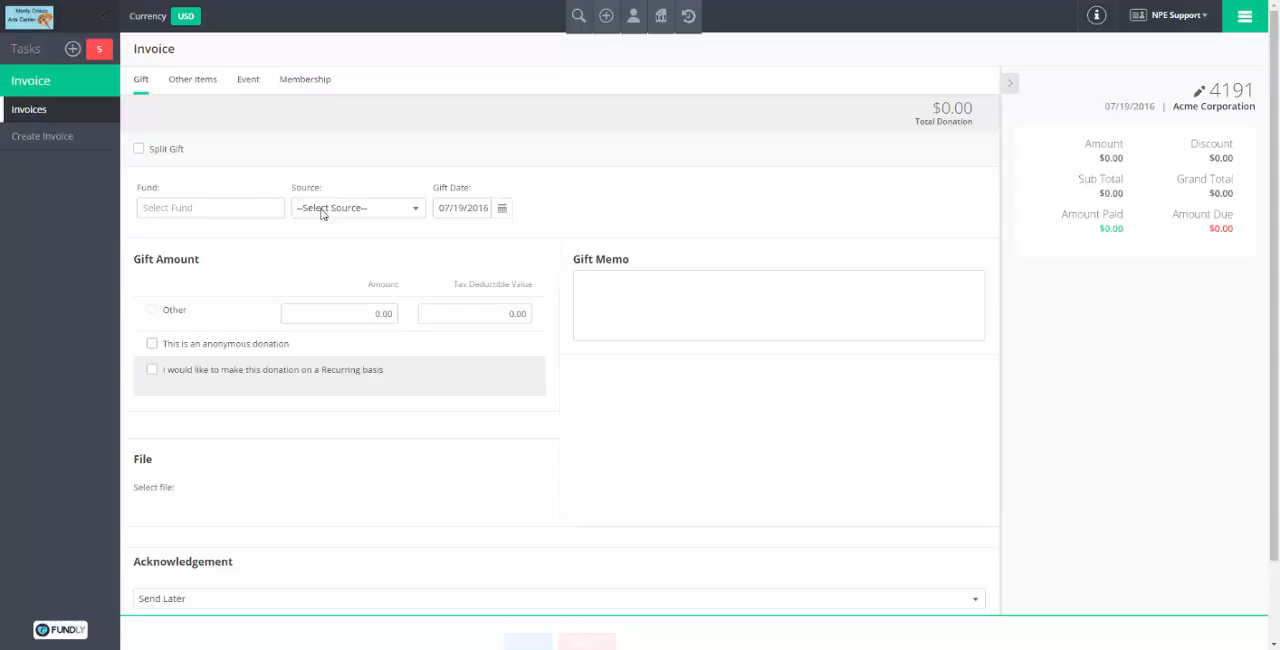 Monty Crisco
Arts Center
Currency USD
NPE Support
Tasks 5
Invoice
Invoices
Create Invoice
FUNDLY
Invoice
Gift Other Items Event Membership
$0.00
Total Donation
Split Gift
Fund: Source: Gift Date:
Select Fund --Select Source-- 07/19/2016
Gift Amount
Amount Tax Deductible Value
Other 0.00 0.00
This is an anonymous donation
I would like to make this donation on a Recurring basis
Gift Memo
File
Select file:
Acknowledgement
Send Later
4191
07/19/2016 | Acme Corporation
Amount Discount
$0.00 $0.00
Sub Total Grand Total
$0.00 $0.00
Amount Paid Amount Due
$0.00 $0.00